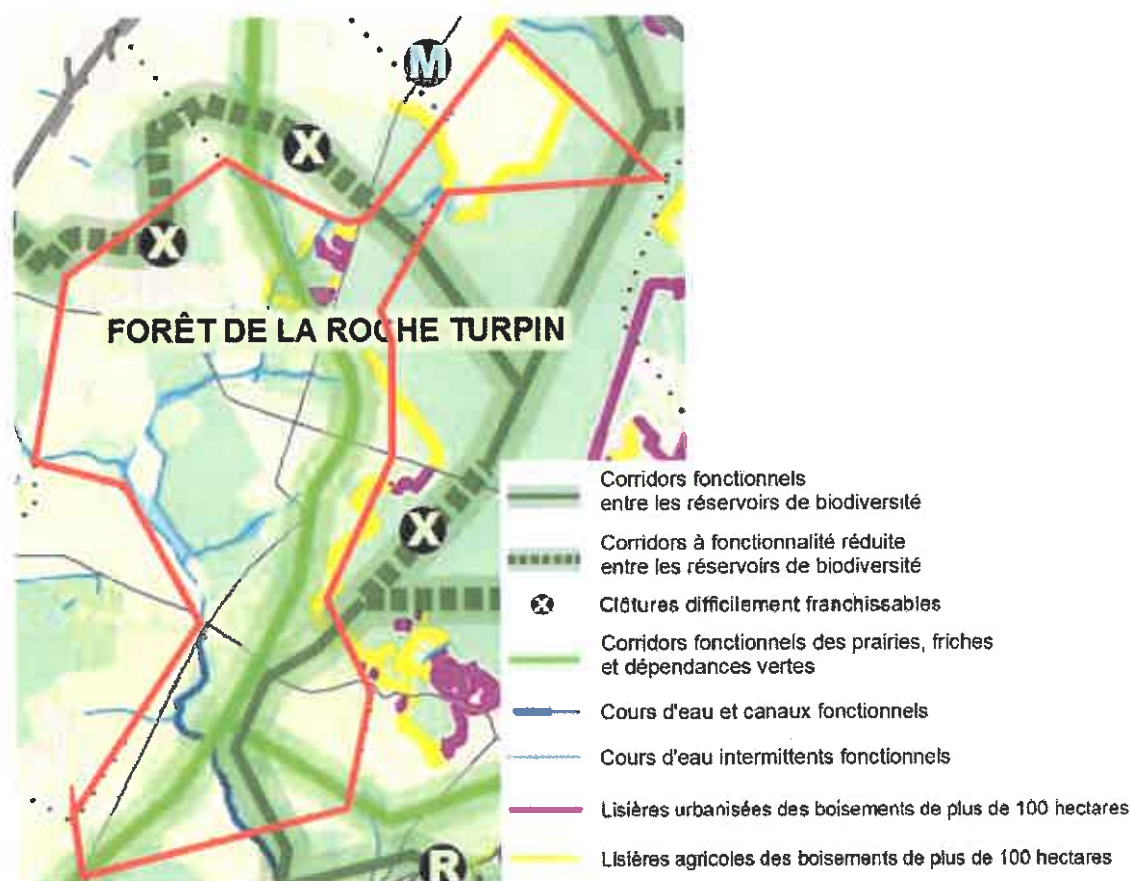 M
X
X
FORÊT DE LA ROCHE TURPIN
X
R
Corridors fonctionnels
entre les réservoirs de biodiversité
Corridors à fonctionnalité réduite
entre les réservoirs de biodiversité
X Clôtures difficilement franchissables
Corridors fonctionnels des prairies, friches
et dépendances vertes
Cours d'eau et canaux fonctionnels
Cours d'eau intermittents fonctionnels
Lisières urbanisées des boisements de plus de 100 hectares
Lisières agricoles des boisements de plus de 100 hectares